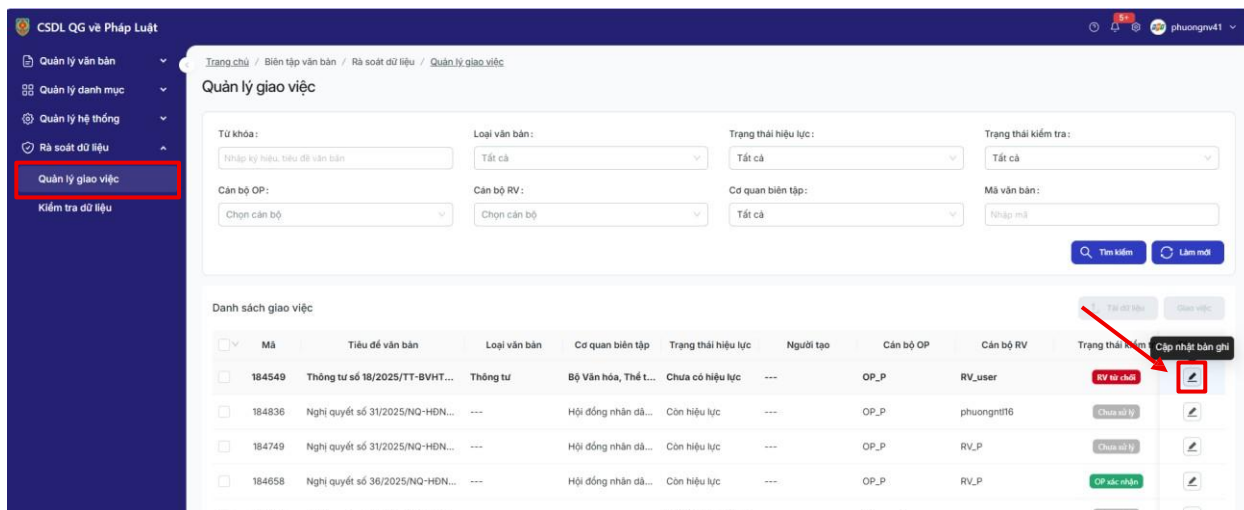 CSDL QG về Pháp Luật
5+
phuongnv41
Quản lý văn bản
Quản lý danh mục
Quản lý hệ thống
Rà soát dữ liệu
Quản lý giao việc
Kiểm tra dữ liệu
Trang chủ / Biên tập văn bản / Rà soát dữ liệu / Quản lý giao việc
Quản lý giao việc
Từ khóa: Loại văn bản: Trạng thái hiệu lực: Trạng thái kiểm tra:
Nhập ký hiệu, tiêu đề văn bản Tất cả Tất cả Tất cả
Cán bộ OP: Cán bộ RV: Cơ quan biên tập: Mã văn bản:
Chọn cán bộ Chọn cán bộ Tất cả Nhập mã
Tìm kiếm Làm mới
Danh sách giao việc Tải dữ liệu Giao việc
Mã Tiêu đề văn bản Loại văn bản Cơ quan biên tập Trạng thái hiệu lực Người tạo Cán bộ OP Cán bộ RV Trạng thái kiểm t Cập nhật bản ghi
184549 Thông tư số 18/2025/TT-BVHT... Thông tư Bộ Văn hóa, Thể t... Chưa có hiệu lực --- OP_P RV_user RV từ chối
184836 Nghị quyết số 31/2025/NQ-HĐN... --- Hội đồng nhân dâ... Còn hiệu lực --- OP_P phuongntl16 Chưa xử lý
184749 Nghị quyết số 31/2025/NQ-HĐN... --- Hội đồng nhân dâ... Còn hiệu lực --- OP_P RV_P Chưa xử lý
184658 Nghị quyết số 36/2025/NQ-HĐN... --- Hội đồng nhân dâ... Còn hiệu lực --- OP_P RV_P OP xác nhận